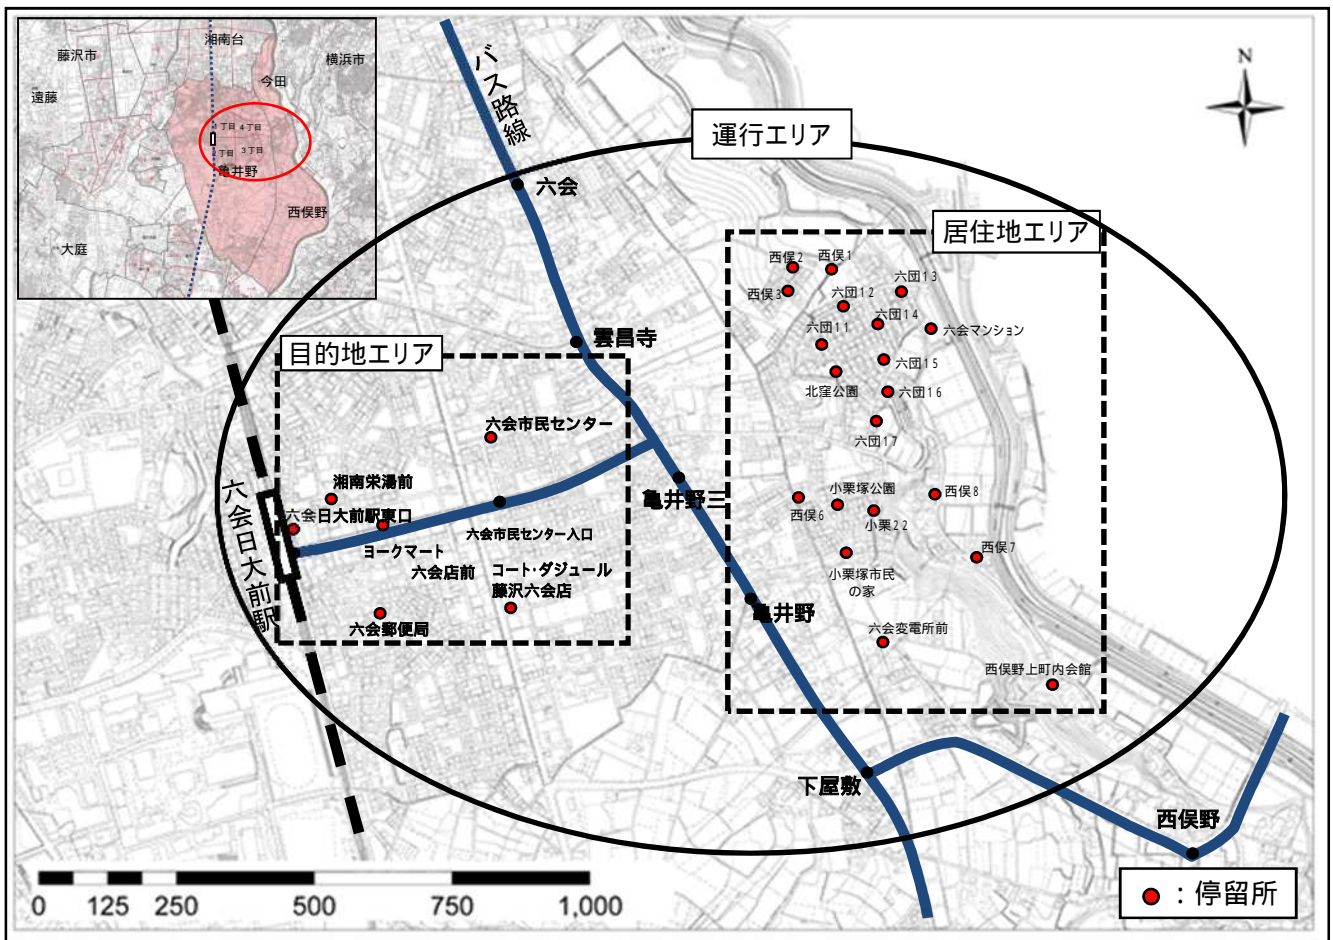 湘南台
藤沢市
横浜市
今田
遠藤
1丁目 4丁目
2丁目 3丁目
亀井野
西俣野
大庭
バス路線
N
運行エリア
六会
居住地エリア
西俣2
西俣1
西俣3
六団12
六団13
六団14
六団11
六会マンション
六団15
北窪公園
六団16
六団17
雲昌寺
目的地エリア
六会市民センター
湘南栄湯前
六会日大前駅東口
六会日大前駅
ヨークマート
六会店前
六会市民センター入口
コート・ダジュール
藤沢六会店
六会郵便局
亀井野三
亀井野
小栗塚公園
西俣8
西俣6
小栗22
西俣7
小栗塚市民
の家
六会変電所前
西俣野上町内会館
下屋敷
西俣野
0 125 250 500 750 1,000
：停留所